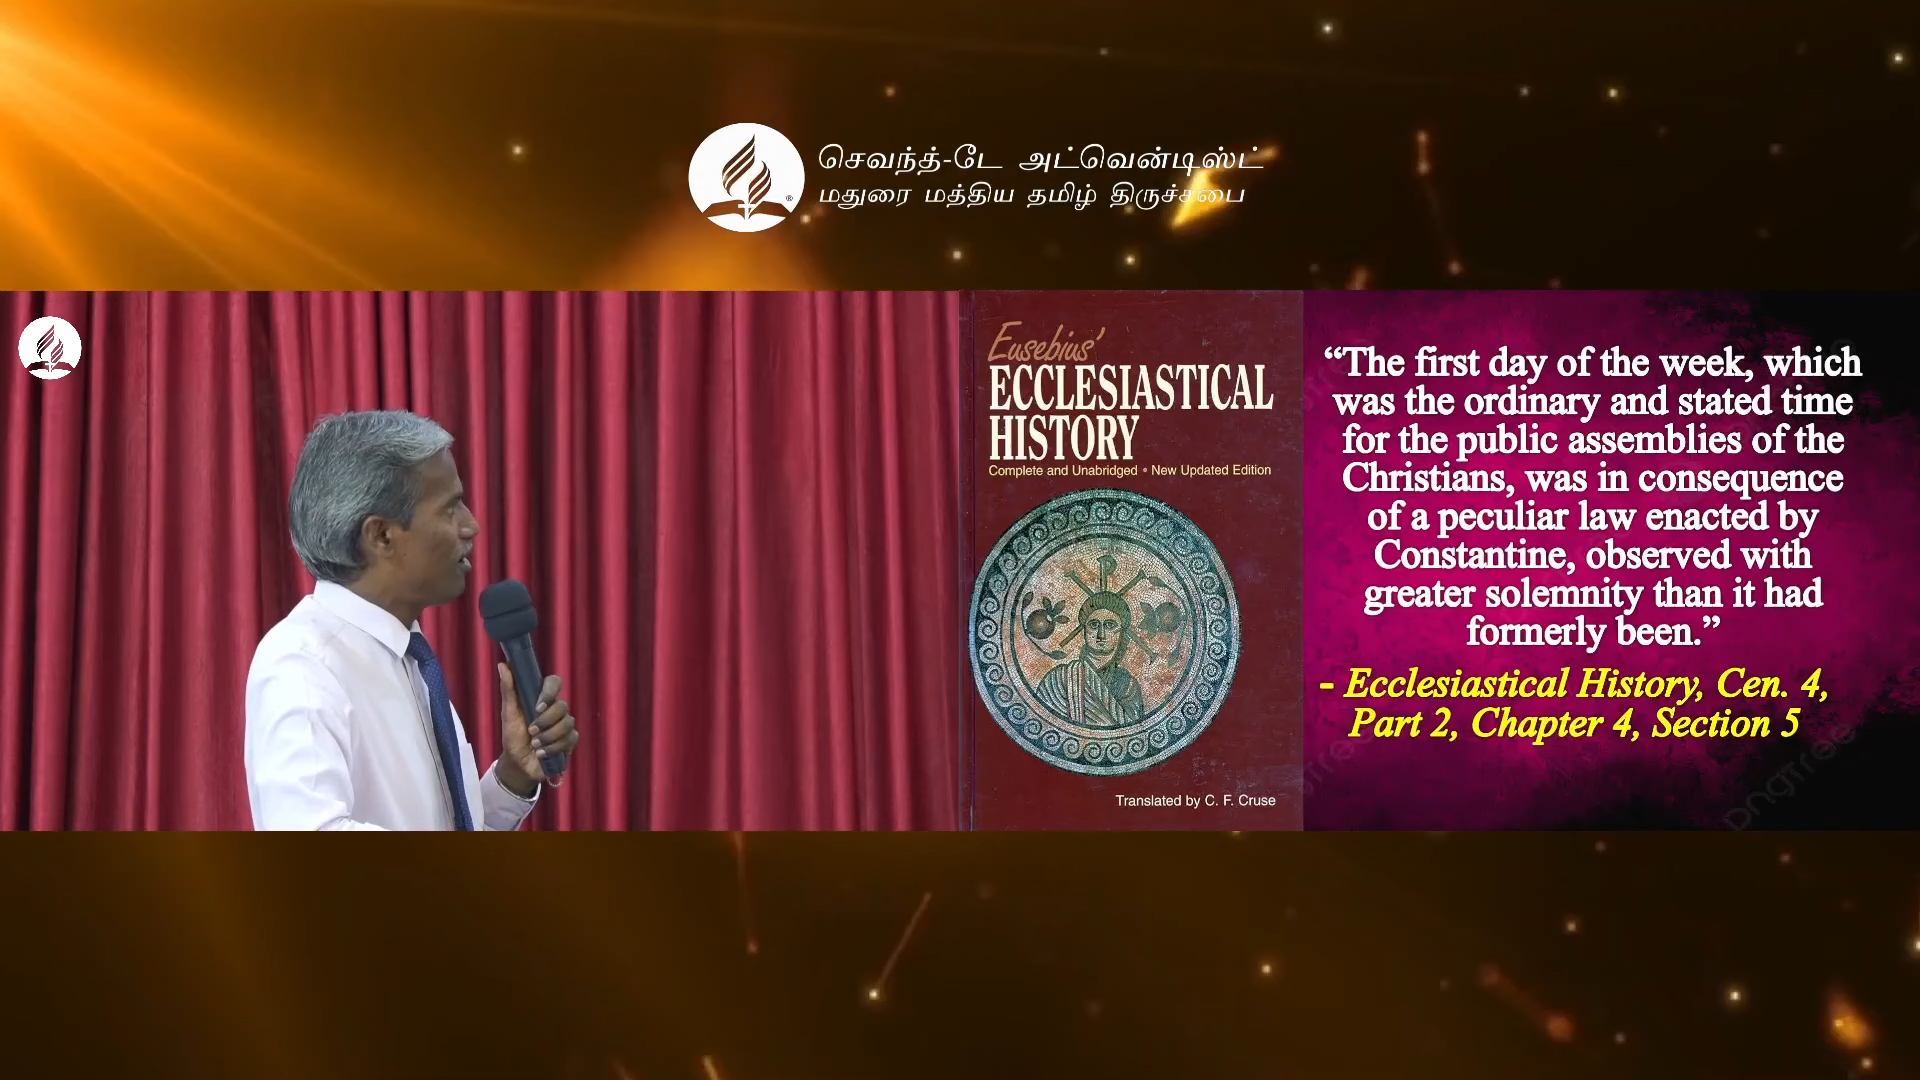 செவந்த்-டே அட்வென்டிஸ்ட்
மதுரை மத்திய தமிழ் திருச்சபை
®
Eusebius'
ECCLESIASTICAL
HISTORY
Complete and Unabridged • New Updated Edition
P
Translated by C. F. Cruse
“The first day of the week, which
was the ordinary and stated time
for the public assemblies of the
Christians, was in consequence
of a peculiar law enacted by
Constantine, observed with
greater solemnity than it had
formerly been.”
- Ecclesiastical History, Cen. 4,
Part 2, Chapter 4, Section 5